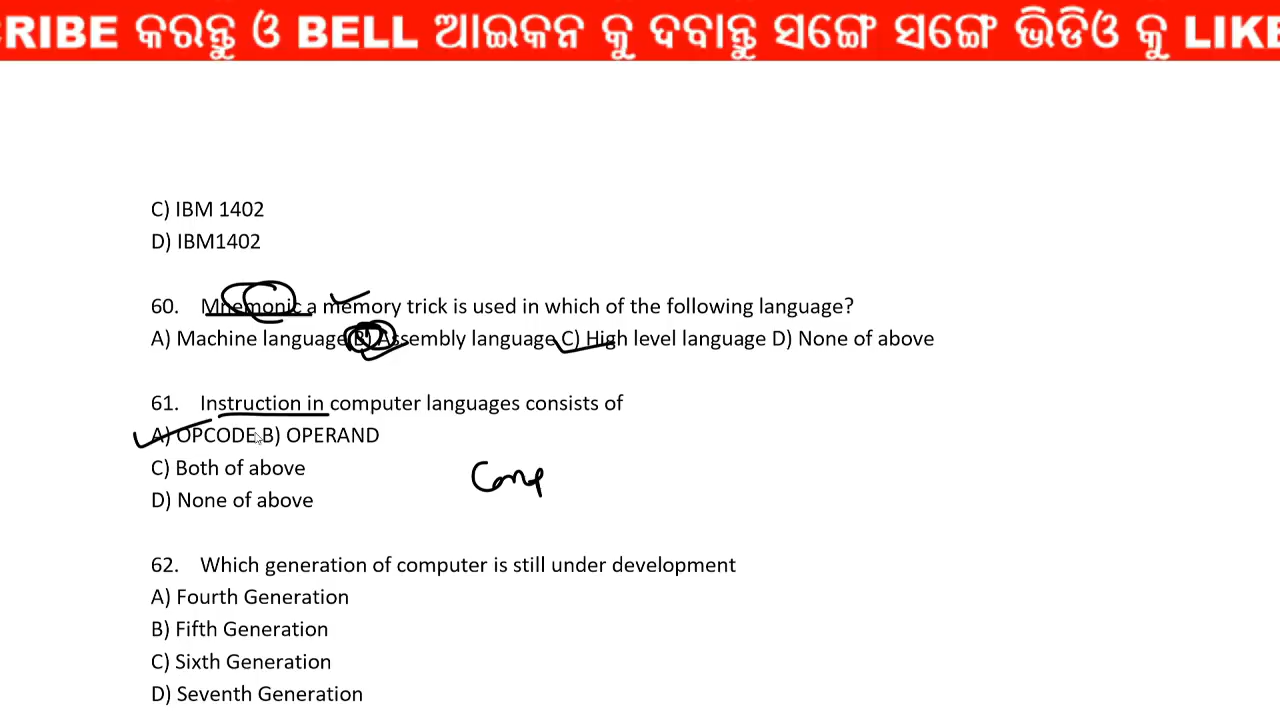 CRIBE କରନ୍ତୁ ଓ BELL ଆଇକନ କୁ ଦବାନ୍ତୁ ସଙ୍ଗେ ସଙ୍ଗେ ଭିଡିଓ କୁ LIKE
C) IBM 1402
D) IBM1402
60. Mnemonic a memory trick is used in which of the following language?
A) Machine language B) Assembly language C) High level language D) None of above
61. Instruction in computer languages consists of
A) OPCODE B) OPERAND
C) Both of above
Comp
D) None of above
62. Which generation of computer is still under development
A) Fourth Generation
B) Fifth Generation
C) Sixth Generation
D) Seventh Generation